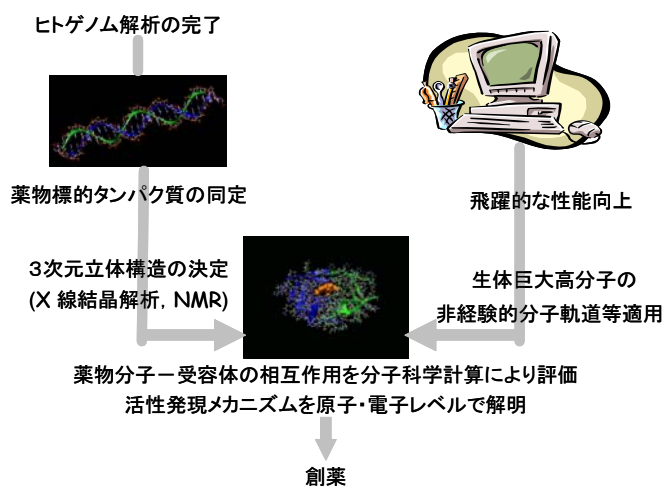 ヒトゲノム解析の完了
薬物標的タンパク質の同定
3次元立体構造の決定
(X 線結晶解析, NMR)
飛躍的な性能向上
生体巨大高分子の
非経験的分子軌道等適用
薬物分子－受容体の相互作用を分子科学計算により評価
活性発現メカニズムを原子・電子レベルで解明
創薬